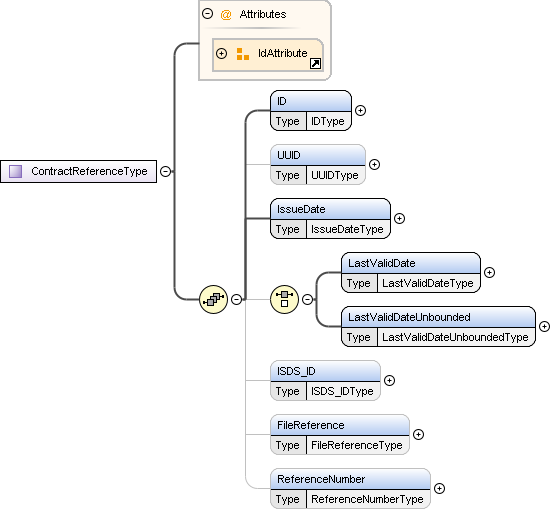 @ Attributes
IdAttribute
ID
Type IDType
UUID
Type UUIDType
ContractReferenceType
IssueDate
Type IssueDateType
LastValidDate
Type LastValidDateType
LastValidDateUnbounded
Type LastValidDateUnboundedType
ISDS_ID
Type ISDS_IDType
FileReference
Type FileReferenceType
ReferenceNumber
Type ReferenceNumberType